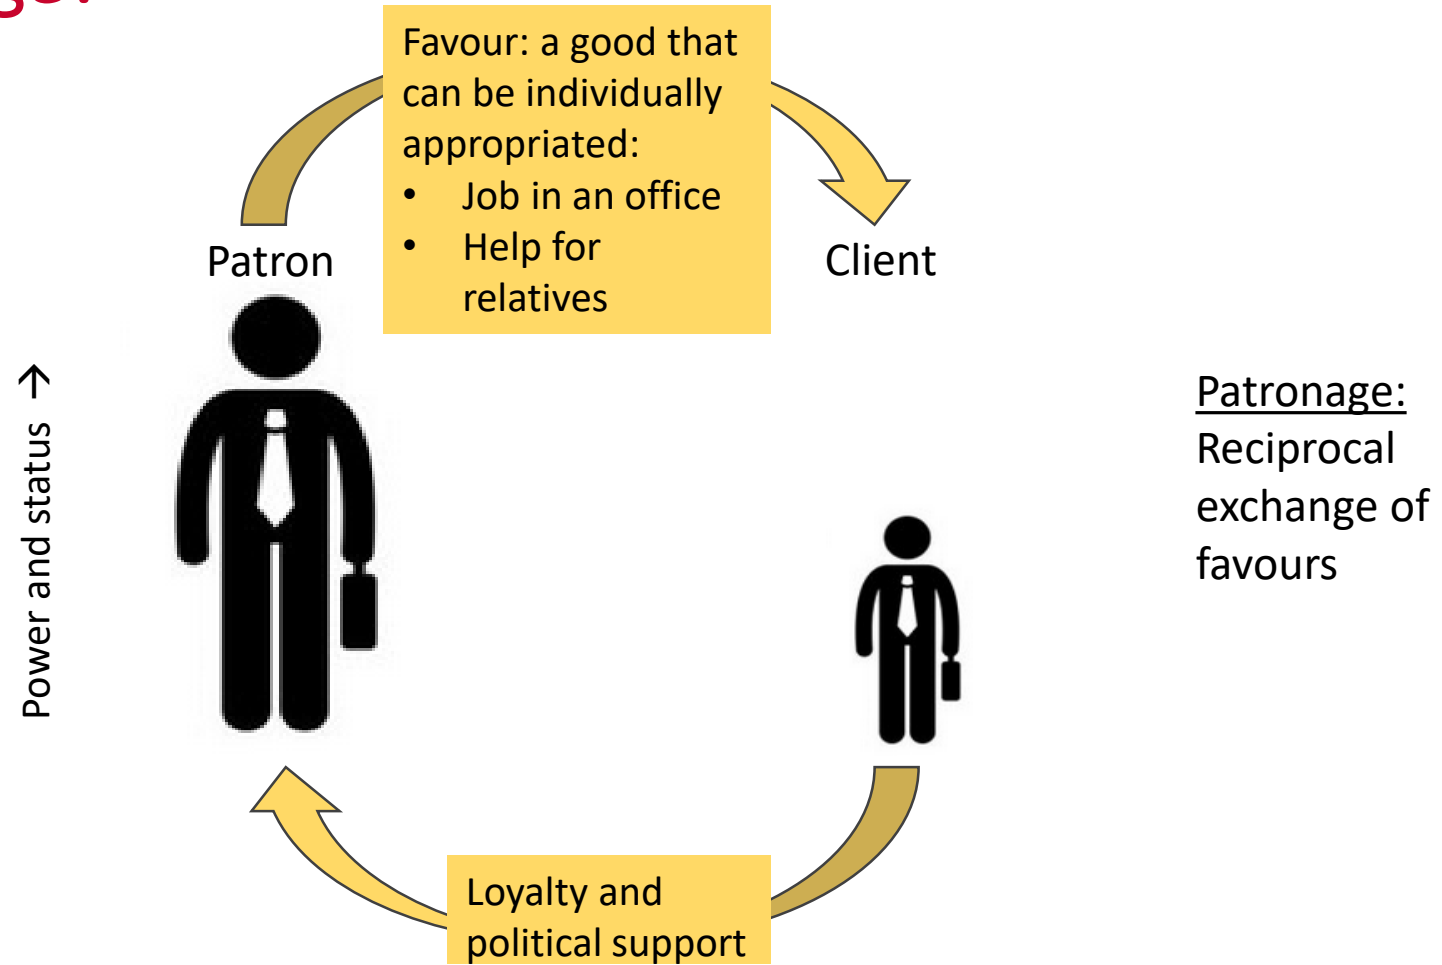 Favour: a good that
can be individually
appropriated:
• Job in an office
• Help for
relatives
Patron
Client
Power and status →
Patronage:
Reciprocal
exchange of
favours
Loyalty and
political support